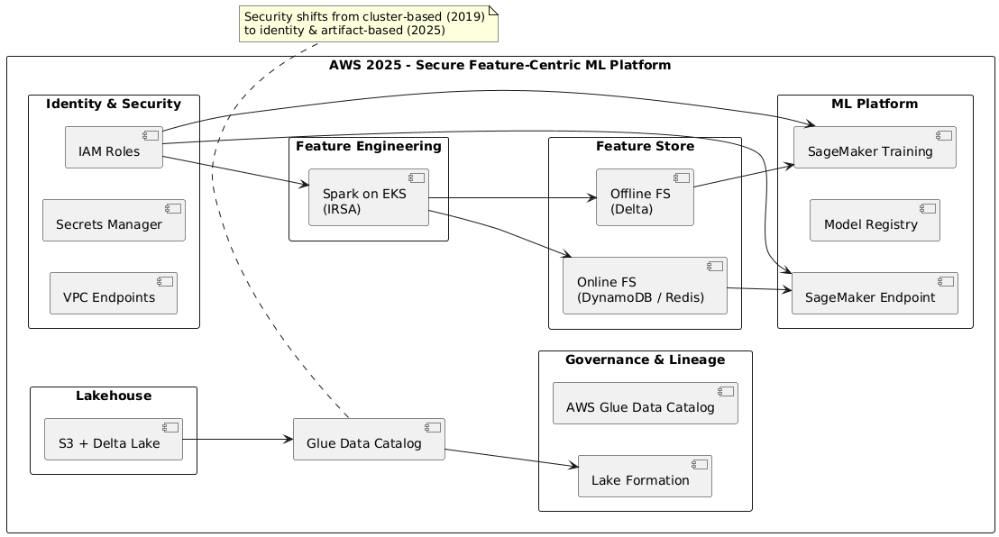 Security shifts from cluster-based (2019)
to identity & artifact-based (2025)
AWS 2025 - Secure Feature-Centric ML Platform
Identity & Security
IAM Roles
Secrets Manager
VPC Endpoints
Feature Engineering
Spark on EKS
(IRSA)
Feature Store
Offline FS
(Delta)
Online FS
(DynamoDB / Redis)
ML Platform
SageMaker Training
Model Registry
SageMaker Endpoint
Lakehouse
S3 + Delta Lake
Glue Data Catalog
Governance & Lineage
AWS Glue Data Catalog
Lake Formation